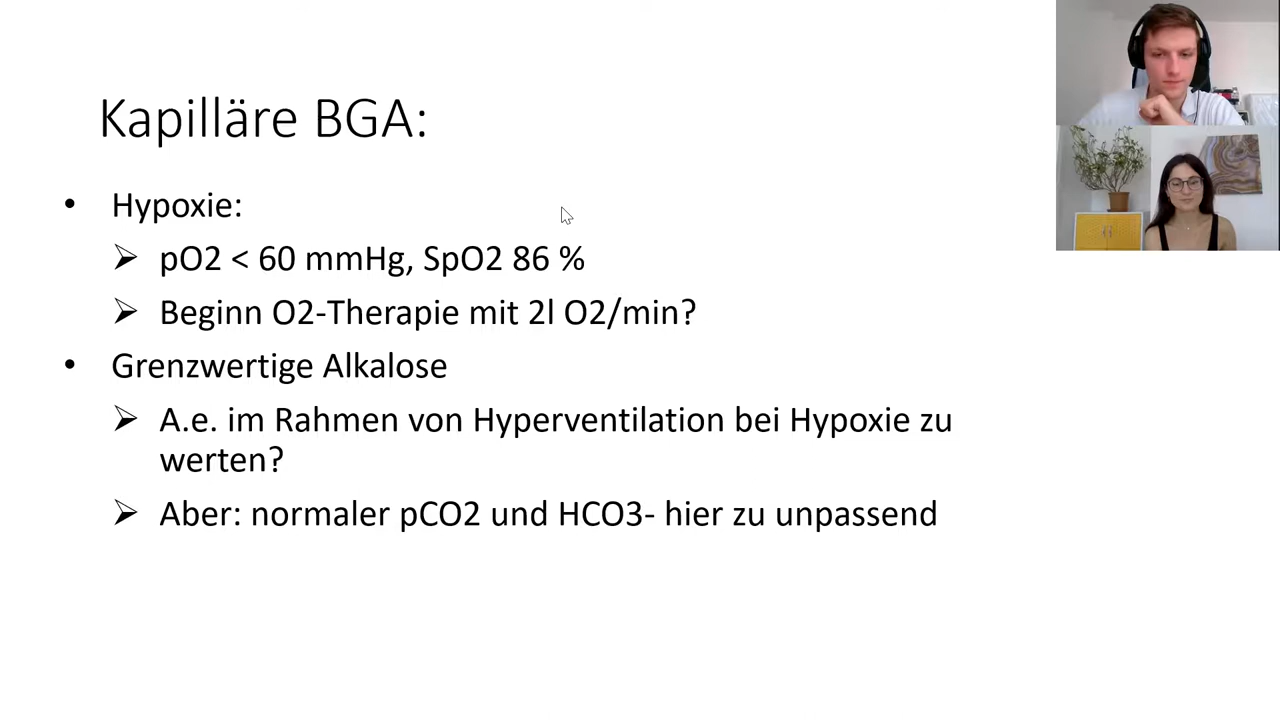 Kapilläre BGA:
• Hypoxie:
➢ pO2 < 60 mmHg, SpO2 86 %
➢ Beginn O2-Therapie mit 2l O2/min?
• Grenzwertige Alkalose
➢ A.e. im Rahmen von Hyperventilation bei Hypoxie zu
werten?
➢ Aber: normaler pCO2 und HCO3- hier zu unpassend